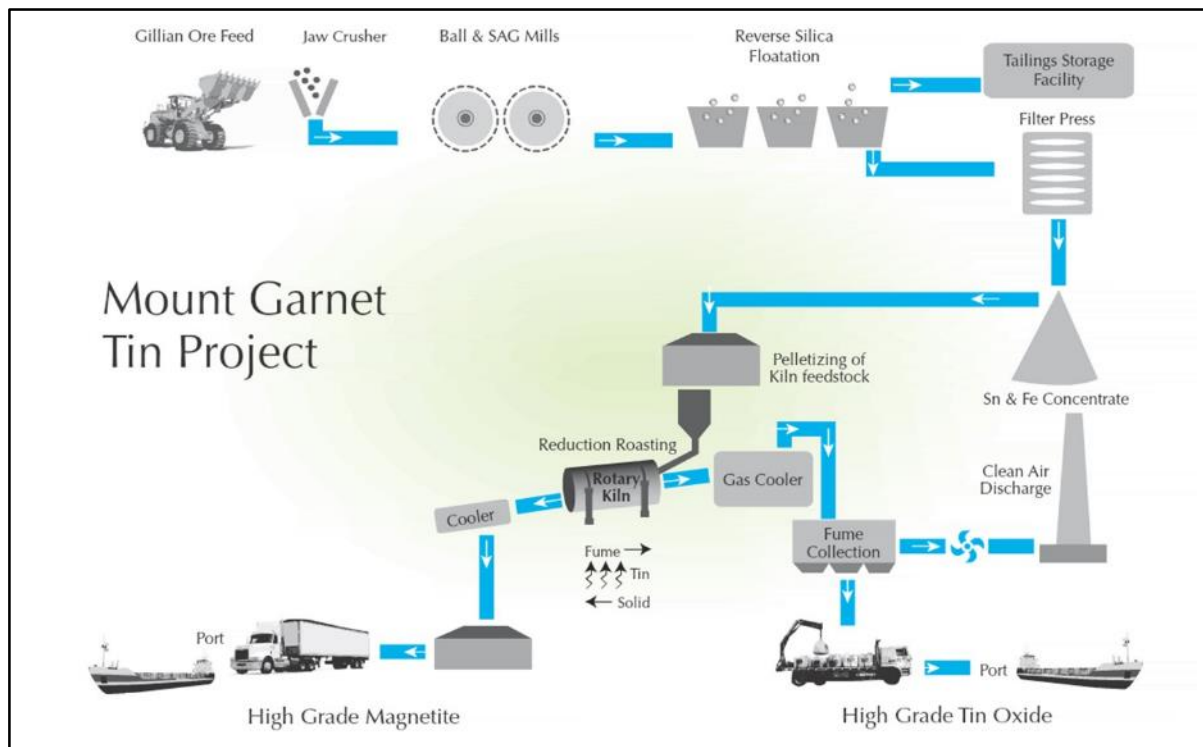 Gillian Ore Feed
Jaw Crusher
Ball & SAG Mills
Reverse Silica
Floatation
Tailings Storage
Facility
Filter Press
Mount Garnet
Tin Project
Pelletizing of
Kiln feedstock
Sn & Fe Concentrate
Reduction Roasting
Rotary
Kiln
Gas Cooler
Clean Air
Discharge
Cooler
Fume
Collection
Fume
Tin
Solid
Port
Port
High Grade Magnetite
High Grade Tin Oxide